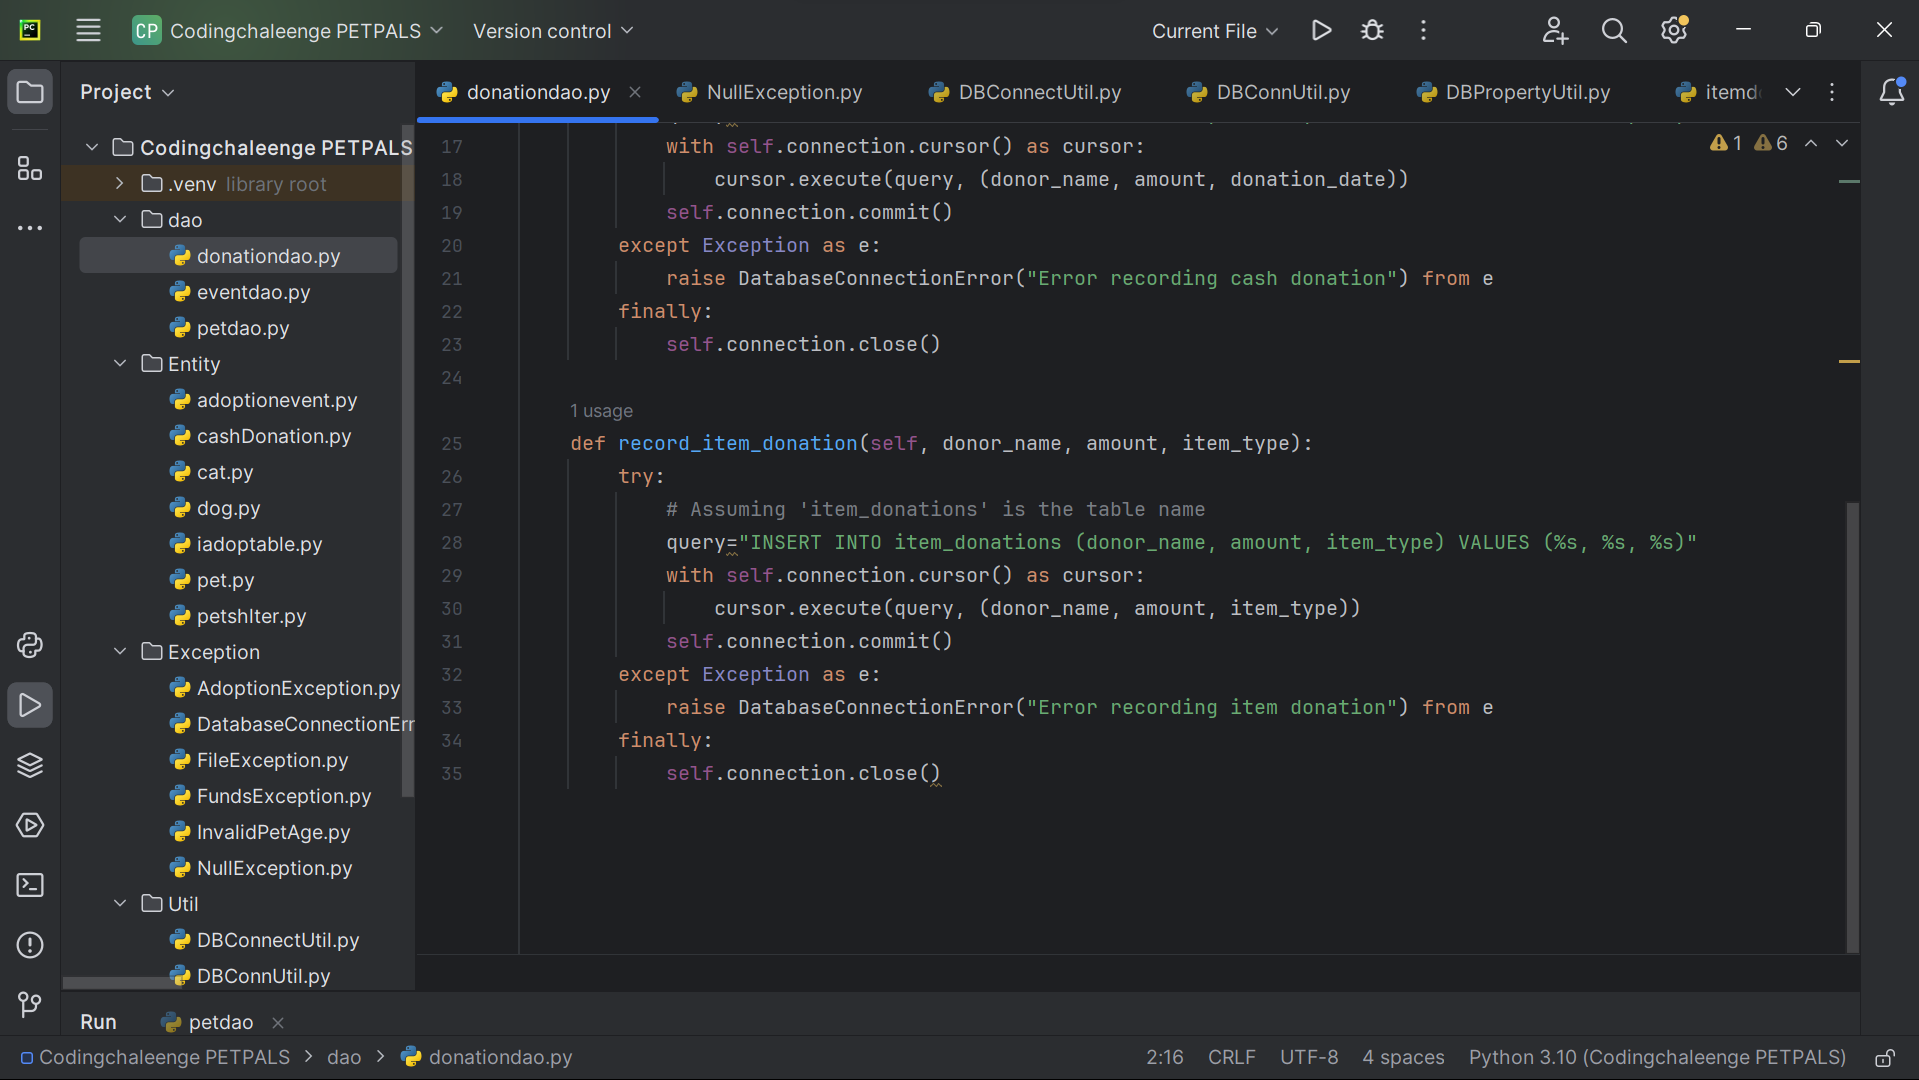 PC
CP Codingchaleenge PETPALS Version control Current File
Project
donationdao.py NullException.py DBConnectUtil.py DBConnUtil.py DBPropertyUtil.py itemd
Codingchaleenge PETPALS
.venv library root
dao
donationdao.py
eventdao.py
petdao.py
Entity
adoptionevent.py
cashDonation.py
cat.py
dog.py
iadoptable.py
pet.py
petshlter.py
Exception
AdoptionException.py
DatabaseConnectionErr
FileException.py
FundsException.py
InvalidPetAge.py
NullException.py
Util
DBConnectUtil.py
DBConnUtil.py
1 6
17 with self.connection.cursor() as cursor:
18 cursor.execute(query, (donor_name, amount, donation_date))
19 self.connection.commit()
20 except Exception as e:
21 raise DatabaseConnectionError("Error recording cash donation") from e
22 finally:
23 self.connection.close()
24
1 usage
25 def record_item_donation(self, donor_name, amount, item_type):
26 try:
27 # Assuming 'item_donations' is the table name
28 query="INSERT INTO item_donations (donor_name, amount, item_type) VALUES (%s, %s, %s)"
29 with self.connection.cursor() as cursor:
30 cursor.execute(query, (donor_name, amount, item_type))
31 self.connection.commit()
32 except Exception as e:
33 raise DatabaseConnectionError("Error recording item donation") from e
34 finally:
35 self.connection.close()
Run petdao
Codingchaleenge PETPALS > dao > donationdao.py 2:16 CRLF UTF-8 4 spaces Python 3.10 (Codingchaleenge PETPALS)